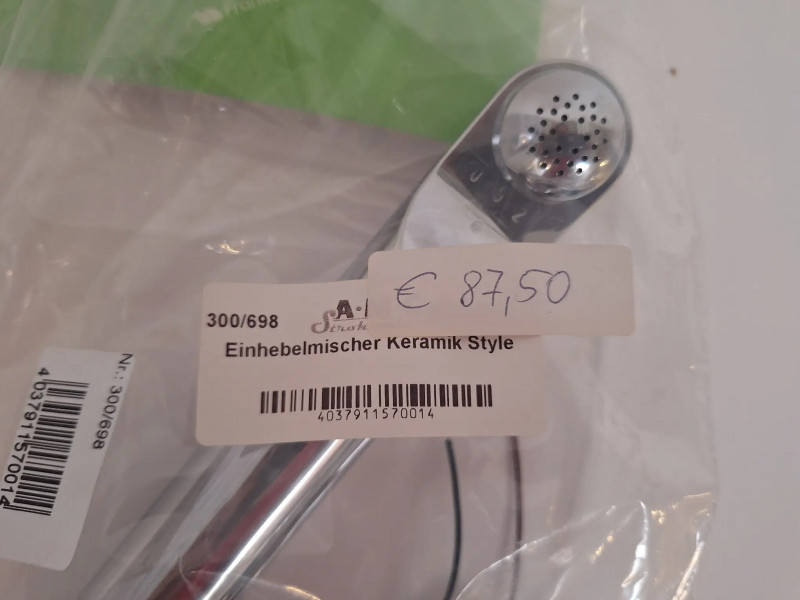 € 87,50
300/698
Einhebelmischer Keramik Style
4037911570014
Nr.: 300/698
4037911570014